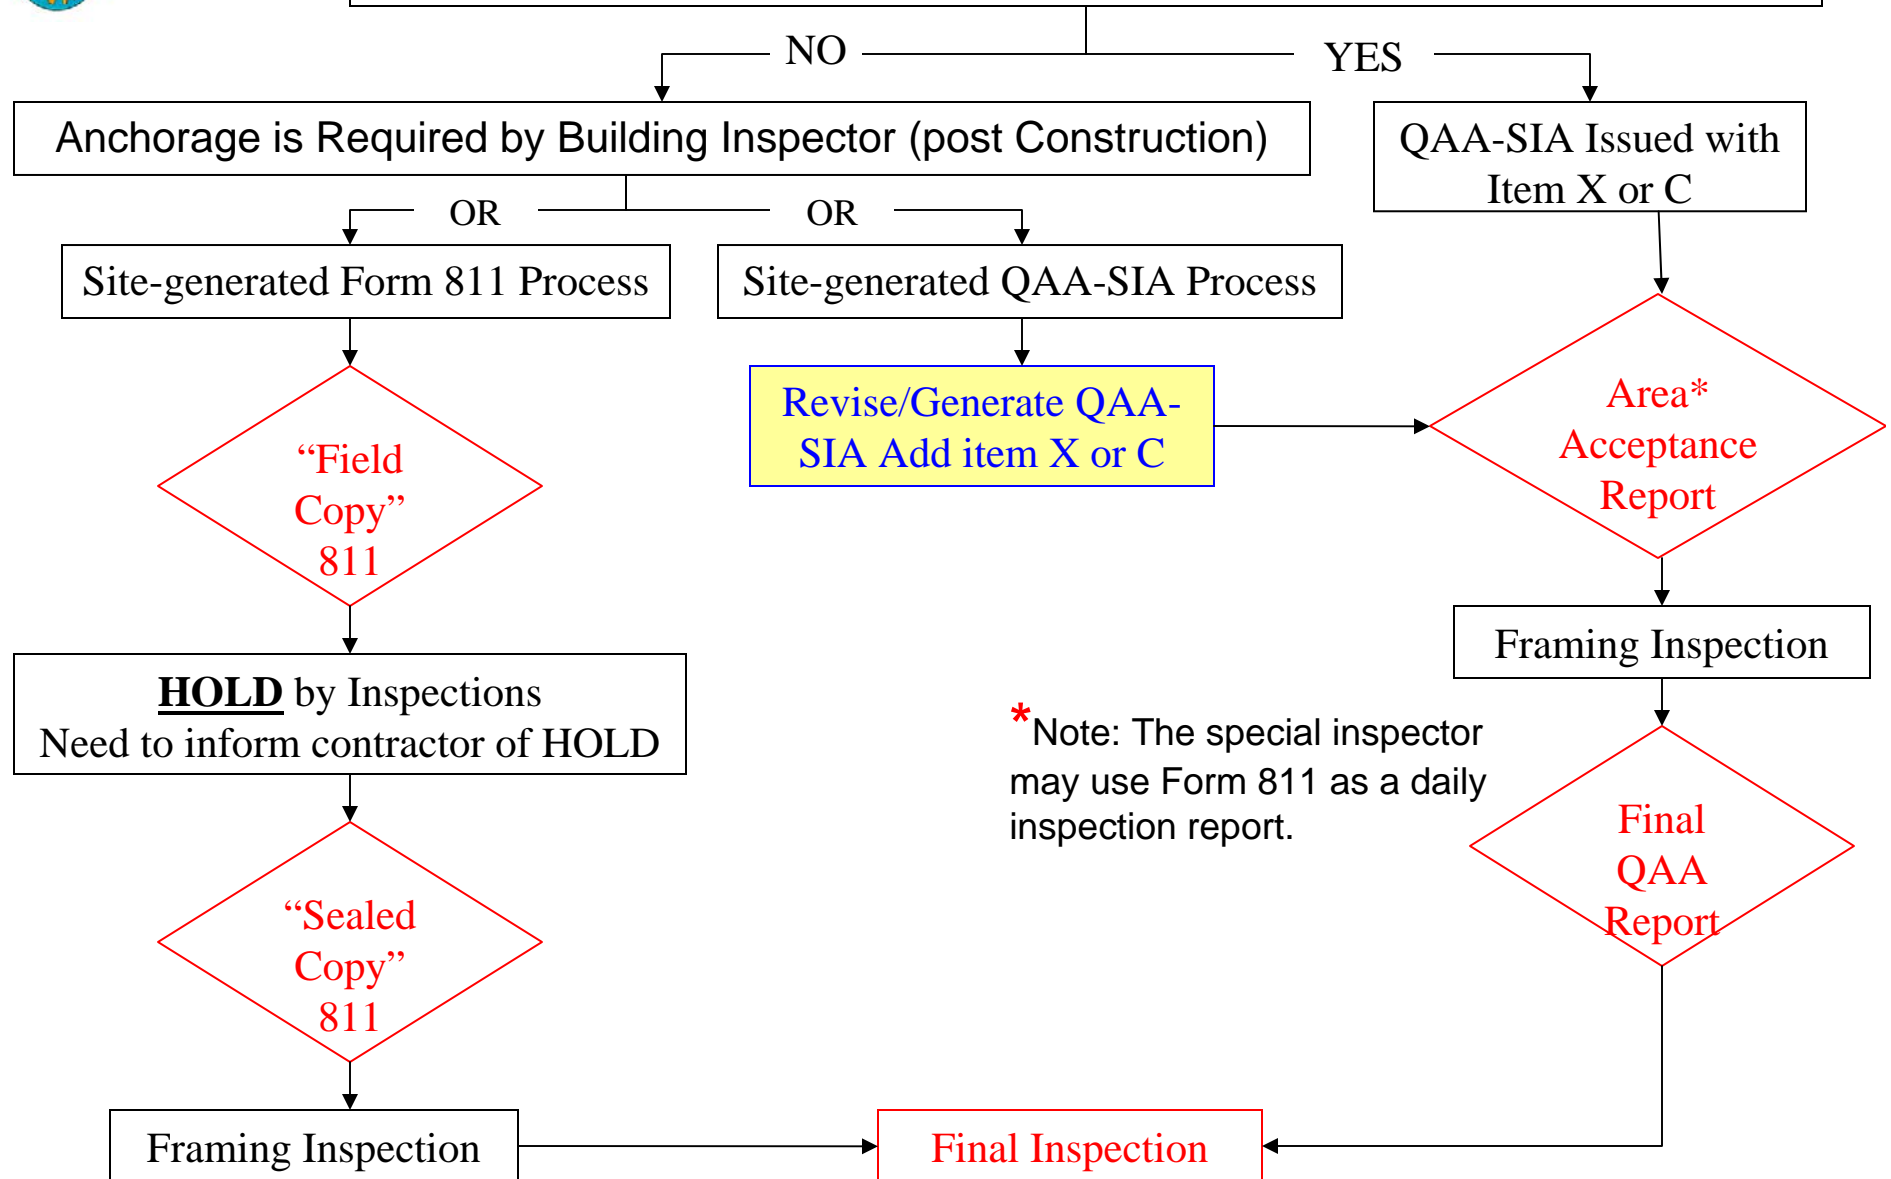 NO
YES
Anchorage is Required by Building Inspector (post Construction)
QAA-SIA Issued with
Item X or C
OR
OR
Site-generated Form 811 Process
Site-generated QAA-SIA Process
“Field
Copy”
811
Revise/Generate QAA-
SIA Add item X or C
Area*
Acceptance
Report
HOLD by Inspections
Need to inform contractor of HOLD
Framing Inspection
*Note: The special inspector
may use Form 811 as a daily
inspection report.
“Sealed
Copy”
811
Final
QAA
Report
Framing Inspection
Final Inspection